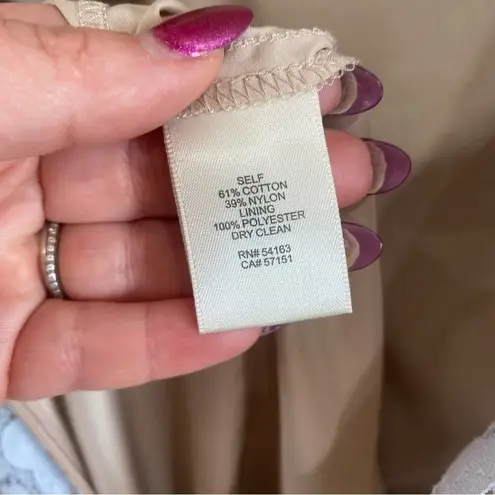 SELF
61% COTTON
39% NYLON
LINING
100% POLYESTER
DRY CLEAN
RN# 54163
CA# 57151